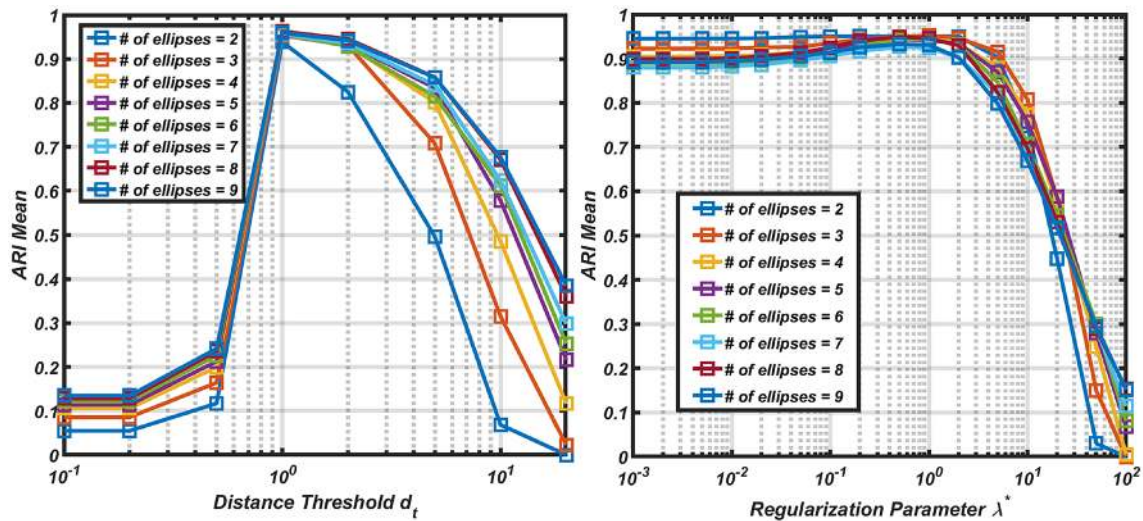 1
0.9
0.8
0.7
0.6
0.5
0.4
0.3
0.2
0.1
0
ARI Mean
# of ellipses = 2
# of ellipses = 3
# of ellipses = 4
# of ellipses = 5
# of ellipses = 6
# of ellipses = 7
# of ellipses = 8
# of ellipses = 9
10^-1 10^0 10^1
Distance Threshold d_t
1
0.9
0.8
0.7
0.6
0.5
0.4
0.3
0.2
0.1
0
ARI Mean
# of ellipses = 2
# of ellipses = 3
# of ellipses = 4
# of ellipses = 5
# of ellipses = 6
# of ellipses = 7
# of ellipses = 8
# of ellipses = 9
10^-3 10^-2 10^-1 10^0 10^1 10^2
Regularization Parameter λ^*